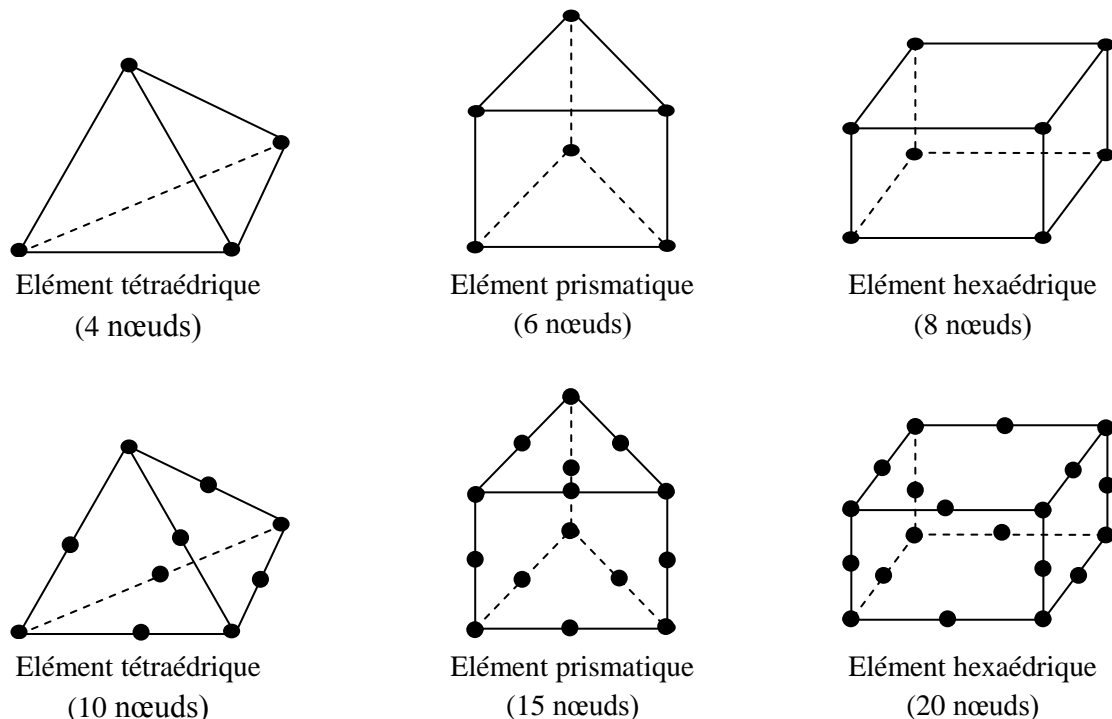 Elément tétraédrique
(4 nœuds)
Elément prismatique
(6 nœuds)
Elément hexaédrique
(8 nœuds)
Elément tétraédrique
(10 nœuds)
Elément prismatique
(15 nœuds)
Elément hexaédrique
(20 nœuds)